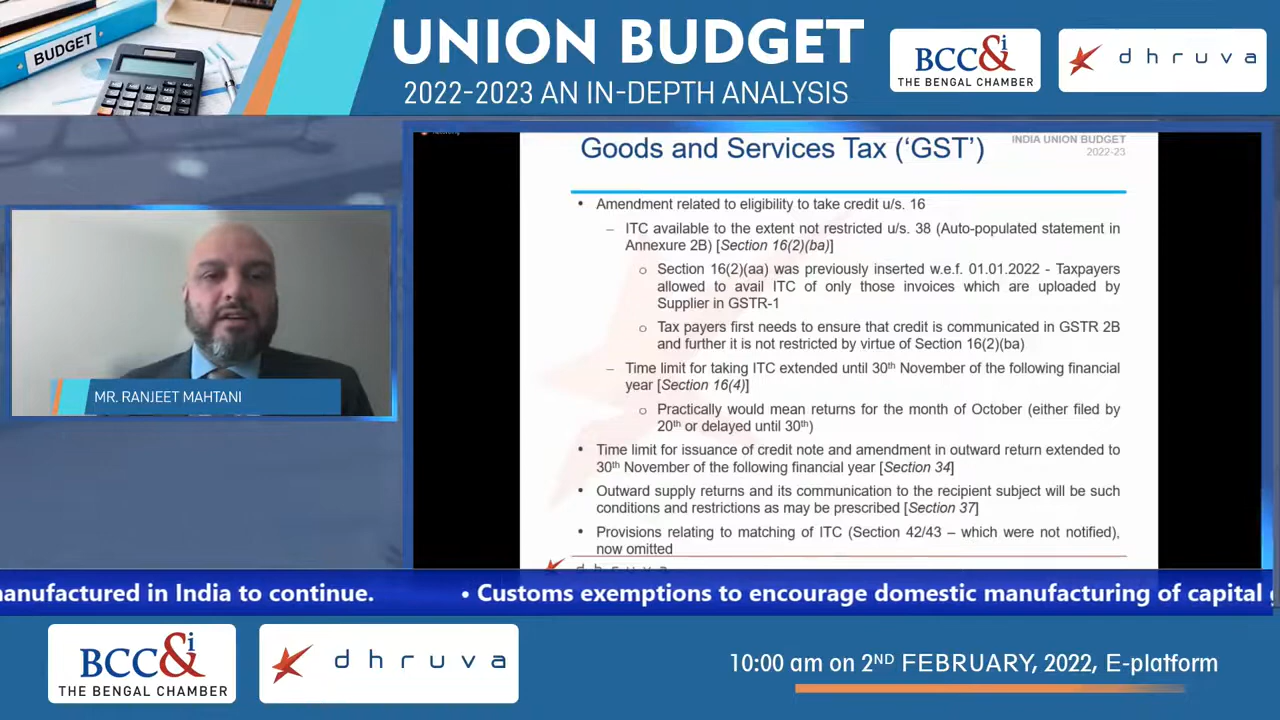 BUDGET
UNION BUDGET
2022-2023 AN IN-DEPTH ANALYSIS
BCC&i
THE BENGAL CHAMBER
dhruva
Goods and Services Tax (‘GST’)
INDIA UNION BUDGET
2022-23
• Amendment related to eligibility to take credit u/s. 16
– ITC available to the extent not restricted u/s. 38 (Auto-populated statement in
Annexure 2B) [Section 16(2)(ba)]
o Section 16(2)(aa) was previously inserted w.e.f. 01.01.2022 - Taxpayers
allowed to avail ITC of only those invoices which are uploaded by
Supplier in GSTR-1
o Tax payers first needs to ensure that credit is communicated in GSTR 2B
and further it is not restricted by virtue of Section 16(2)(ba)
– Time limit for taking ITC extended until 30th November of the following financial
year [Section 16(4)]
o Practically would mean returns for the month of October (either filed by
20th or delayed until 30th)
• Time limit for issuance of credit note and amendment in outward return extended to
30th November of the following financial year [Section 34]
• Outward supply returns and its communication to the recipient subject will be such
conditions and restrictions as may be prescribed [Section 37]
• Provisions relating to matching of ITC (Section 42/43 – which were not notified),
now omitted
dhruva
MR. RANJEET MAHTANI
anufactured in India to continue. • Customs exemptions to encourage domestic manufacturing of capital
BCC&i
THE BENGAL CHAMBER
dhruva
10:00 am on 2ND FEBRUARY, 2022, E-platform